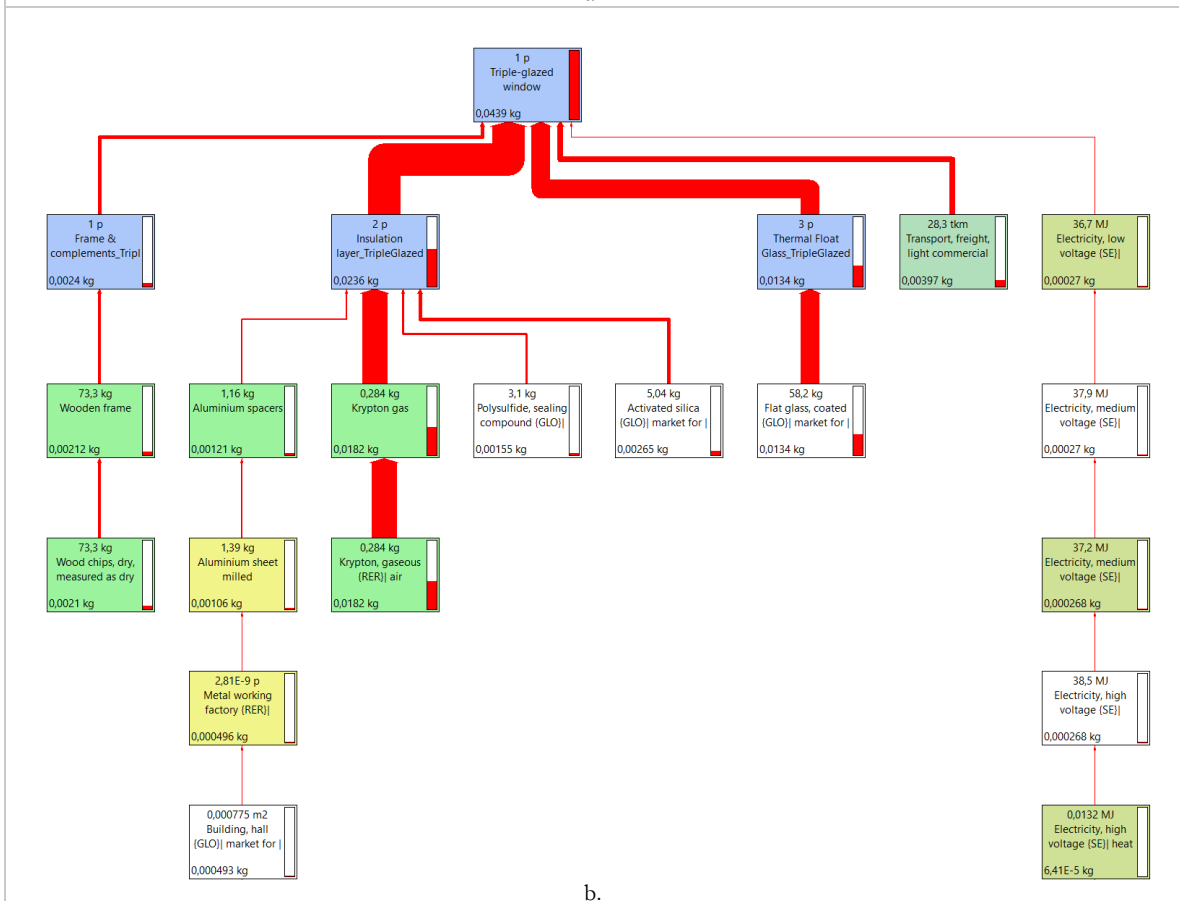 1 p
Triple-glazed
window
0,0439 kg
1 p
Frame &
complements_Tripl
0,0024 kg
2 p
Insulation
layer_TripleGlazed
0,0236 kg
3 p
Thermal Float
Glass_TripleGlazed
0,0134 kg
28,3 tkm
Transport, freight,
light commercial
0,00397 kg
36,7 MJ
Electricity, low
voltage {SE}|
0,00027 kg
73,3 kg
Wooden frame
0,00212 kg
1,16 kg
Aluminium spacers
0,00121 kg
0,284 kg
Krypton gas
0,0182 kg
3,1 kg
Polysulfide, sealing
compound {GLO}|
0,00155 kg
5,04 kg
Activated silica
{GLO}| market for |
0,00265 kg
58,2 kg
Flat glass, coated
{GLO}| market for |
0,0134 kg
37,9 MJ
Electricity, medium
voltage {SE}|
0,00027 kg
73,3 kg
Wood chips, dry,
measured as dry
0,0021 kg
1,39 kg
Aluminium sheet
milled
0,00106 kg
0,284 kg
Krypton, gaseous
{RER}| air
0,0182 kg
37,2 MJ
Electricity, medium
voltage {SE}|
0,000268 kg
2,81E-9 p
Metal working
factory {RER}|
0,000496 kg
38,5 MJ
Electricity, high
voltage {SE}|
0,000268 kg
0,000775 m2
Building, hall
{GLO}| market for |
0,000493 kg
0,0132 MJ
Electricity, high
voltage {SE}| heat
6,41E-5 kg
b.